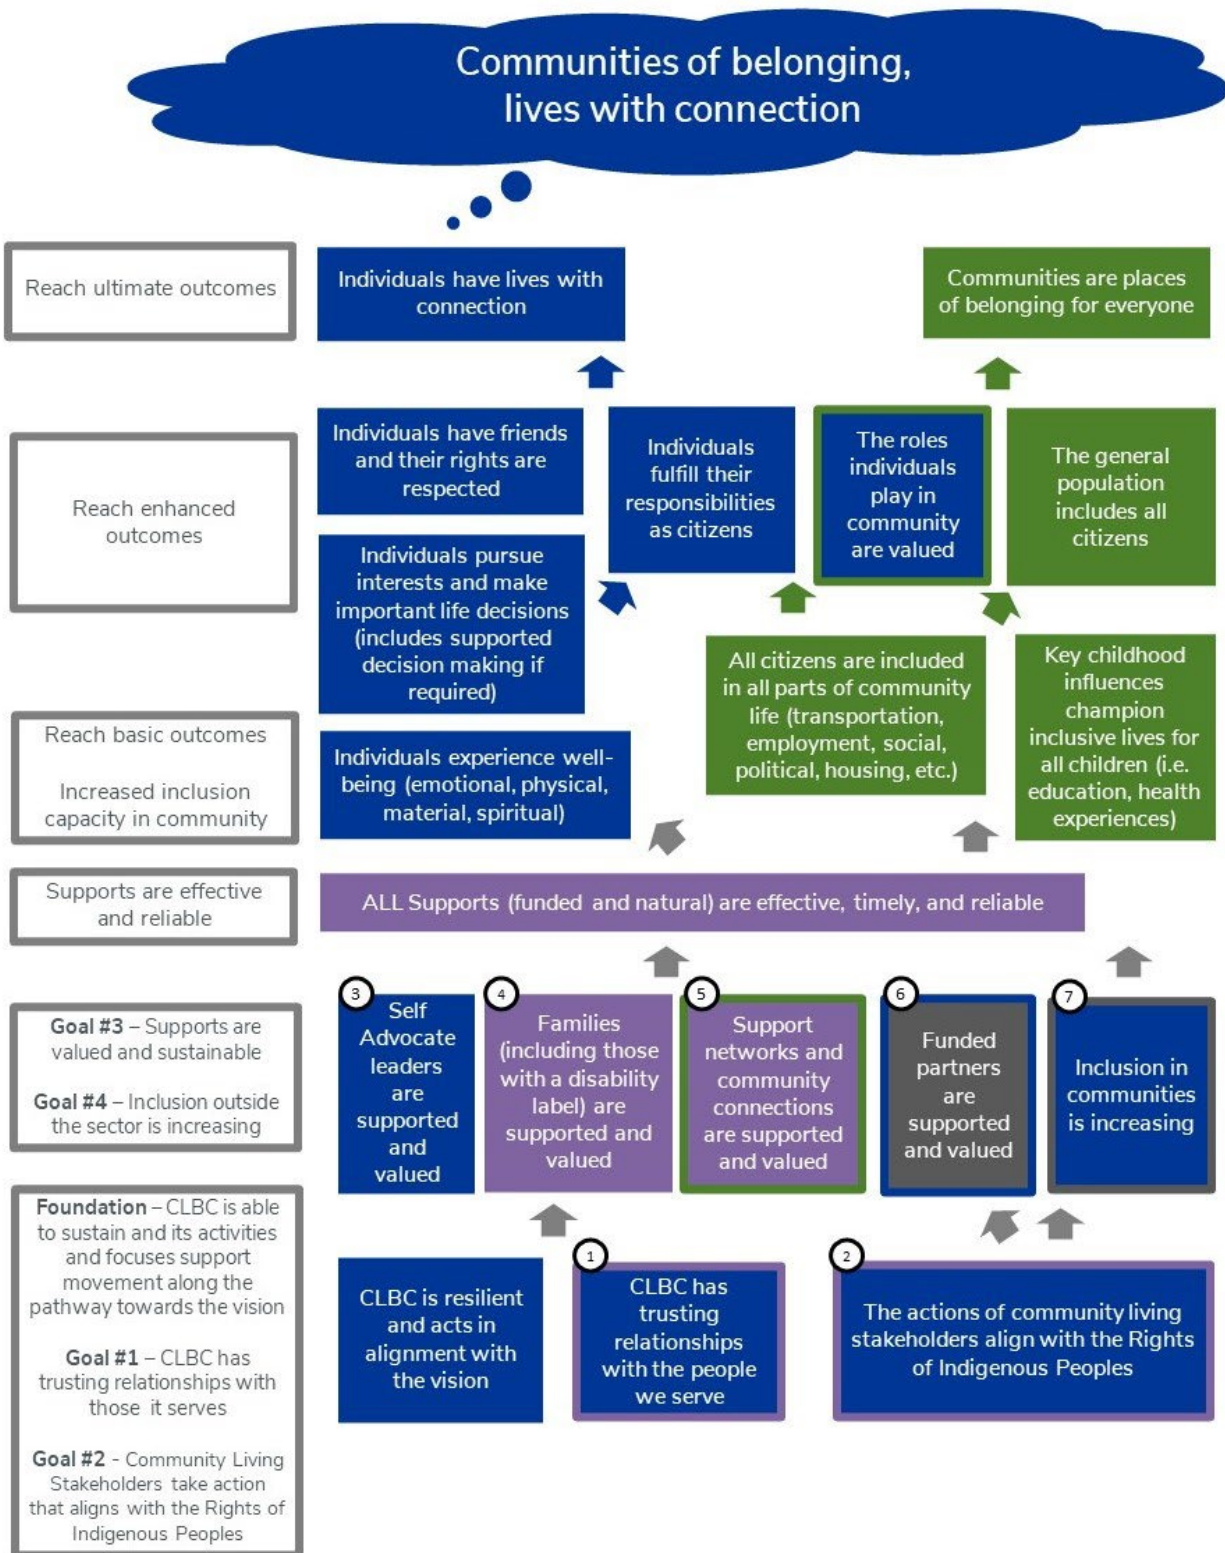 Communities of belonging,
lives with connection
Reach ultimate outcomes
Individuals have lives with
connection
Communities are places
of belonging for everyone
Reach enhanced
outcomes
Individuals have friends
and their rights are
respected
Individuals
fulfill their
responsibilities
as citizens
The roles
individuals
play in
community
are valued
The general
population
includes all
citizens
Individuals pursue
interests and make
important life decisions
(includes supported
decision making if
required)
All citizens are included
in all parts of community
life (transportation,
employment, social,
political, housing, etc.)
Key childhood
influences
champion
inclusive lives for
all children (i.e.
education, health
experiences)
Reach basic outcomes
Increased inclusion
capacity in community
Individuals experience well-
being (emotional, physical,
material, spiritual)
Supports are effective
and reliable
ALL Supports (funded and natural) are effective, timely, and reliable
Goal #3 – Supports are
valued and sustainable
Goal #4 – Inclusion outside
the sector is increasing
3
Self
Advocate
leaders
are
supported
and
valued
4
Families
(including those
with a disability
label) are
supported and
valued
5
Support
networks and
community
connections
are supported
and valued
6
Funded
partners
are
supported
and valued
7
Inclusion in
communities
is increasing
Foundation – CLBC is able
to sustain and its activities
and focuses support
movement along the
pathway towards the vision
Goal #1 – CLBC has
trusting relationships with
those it serves
Goal #2 - Community Living
Stakeholders take action
that aligns with the Rights of
Indigenous Peoples
CLBC is resilient
and acts in
alignment with
the vision
1
CLBC has
trusting
relationships
with the people
we serve
2
The actions of community living
stakeholders align with the Rights
of Indigenous Peoples